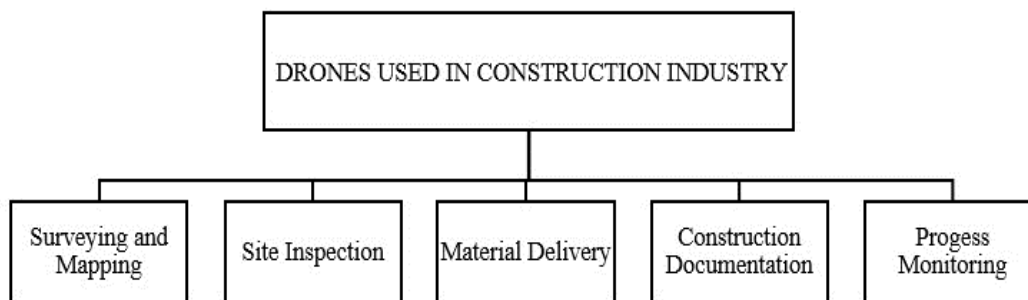 DRONES USED IN CONSTRUCTION INDUSTRY
Surveying and
Mapping
Site Inspection
Material Delivery
Construction
Documentation
Progess
Monitoring